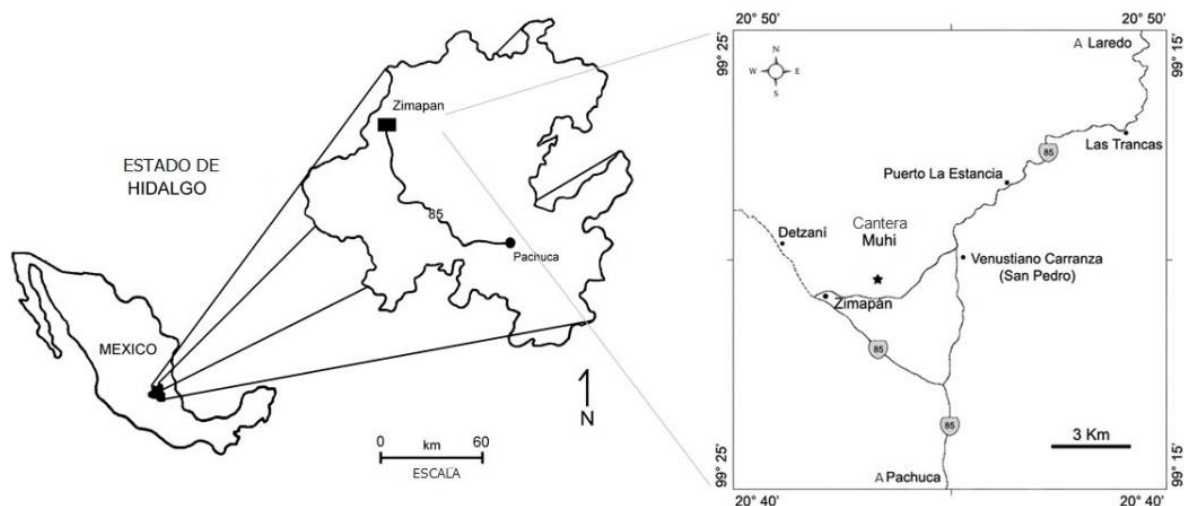 Zimapan
ESTADO DE
HIDALGO
85
Pachuca
MEXICO
N
0 km 60
ESCALA
20° 50' 20° 50'
99° 25' 99° 15'
A Laredo
N
W E
S
85
Las Trancas
Puerto La Estancia
Cantera
Muhi
Detzaní
Venustiano Carranza
(San Pedro)
Zimapán
85
85
3 Km
A Pachuca
99° 25' 99° 15'
20° 40' 20° 40'